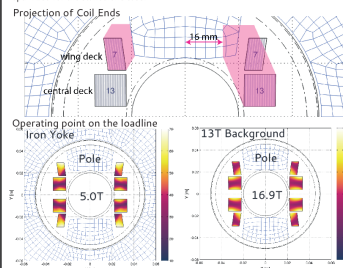 Projection of Coil Ends
16 mm
wing deck
7
7
central deck
13
13
Operating point on the loadline
Iron Yoke
13T Background
Pole
Pole
5.0T
16.9T